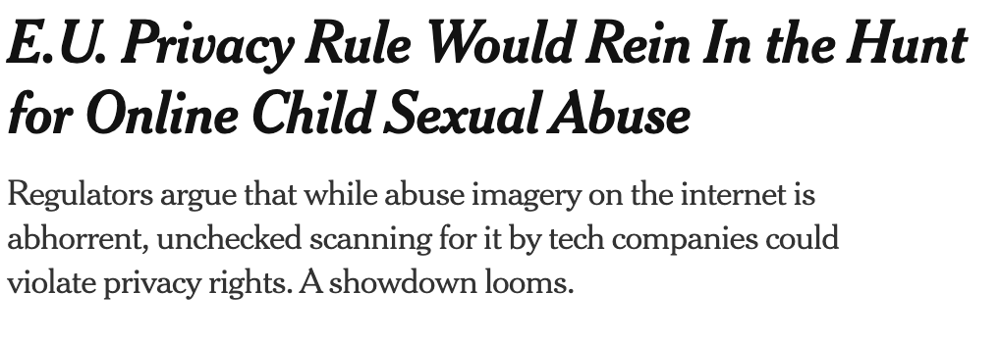 E.U. Privacy Rule Would Rein In the Hunt
for Online Child Sexual Abuse
Regulators argue that while abuse imagery on the internet is
abhorrent, unchecked scanning for it by tech companies could
violate privacy rights. A showdown looms.